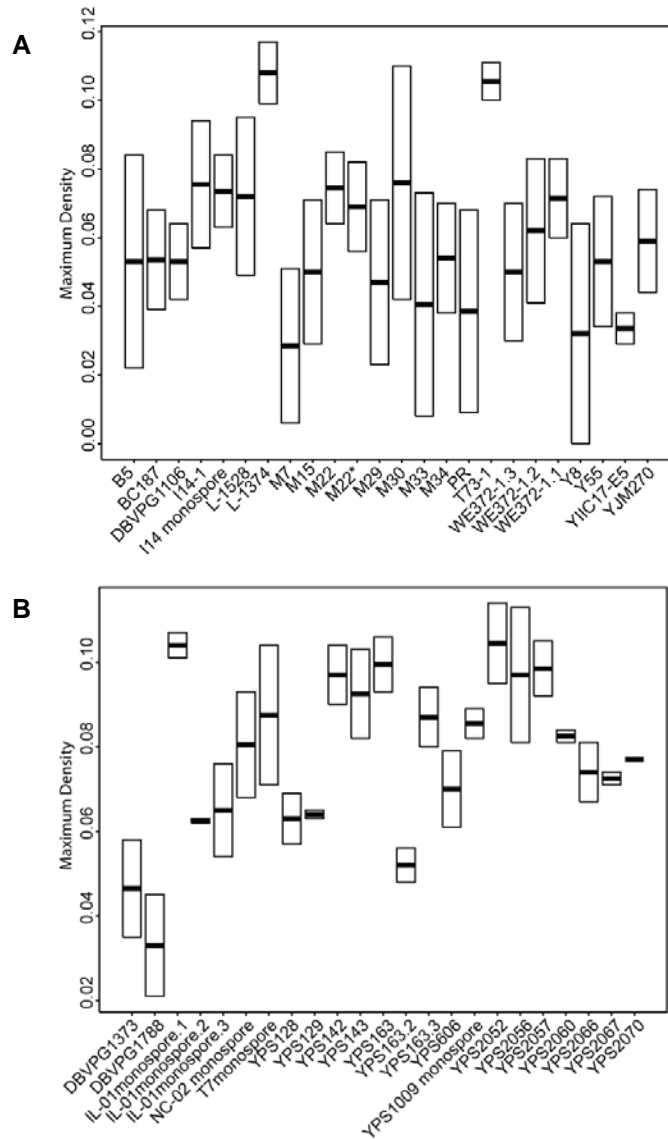 A
Maximum Density
0.12
0.10
0.08
0.06
0.04
0.02
0.00
B5
BC187
DBVPG1106
I14-1
I14 monospore
L-1528
L-1374
M7
M15
M22
M22*
M29
M30
M33
M34
PR
T73-1
WE372-1.3
WE372-1.2
WE372-1.1
Y8
Y55
YIIC17-E5
YJM270
B
Maximum Density
0.10
0.08
0.06
0.04
0.02
DBVPG1373
DBVPG1788
IL-01monospore.1
IL-01monospore.2
IL-01monospore.3
NC-02 monospore
T7monospore
YPS128
YPS129
YPS142
YPS143
YPS163
YPS163.2
YPS163.3
YPS606
YPS1009 monospore
YPS2052
YPS2056
YPS2057
YPS2060
YPS2066
YPS2067
YPS2070